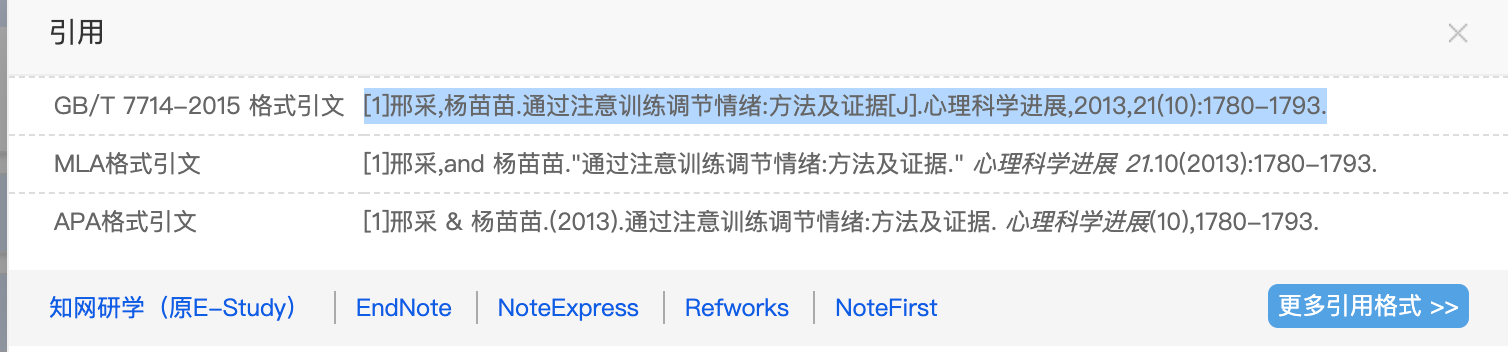 引用
GB/T 7714-2015 格式引文 [1]邢采,杨苗苗.通过注意训练调节情绪:方法及证据[J].心理科学进展,2013,21(10):1780-1793.
MLA格式引文 [1]邢采,and 杨苗苗."通过注意训练调节情绪:方法及证据." 心理科学进展 21.10(2013):1780-1793.
APA格式引文 [1]邢采 & 杨苗苗.(2013).通过注意训练调节情绪:方法及证据. 心理科学进展(10),1780-1793.
知网研学（原E-Study） EndNote NoteExpress Refworks NoteFirst 更多引用格式 >>